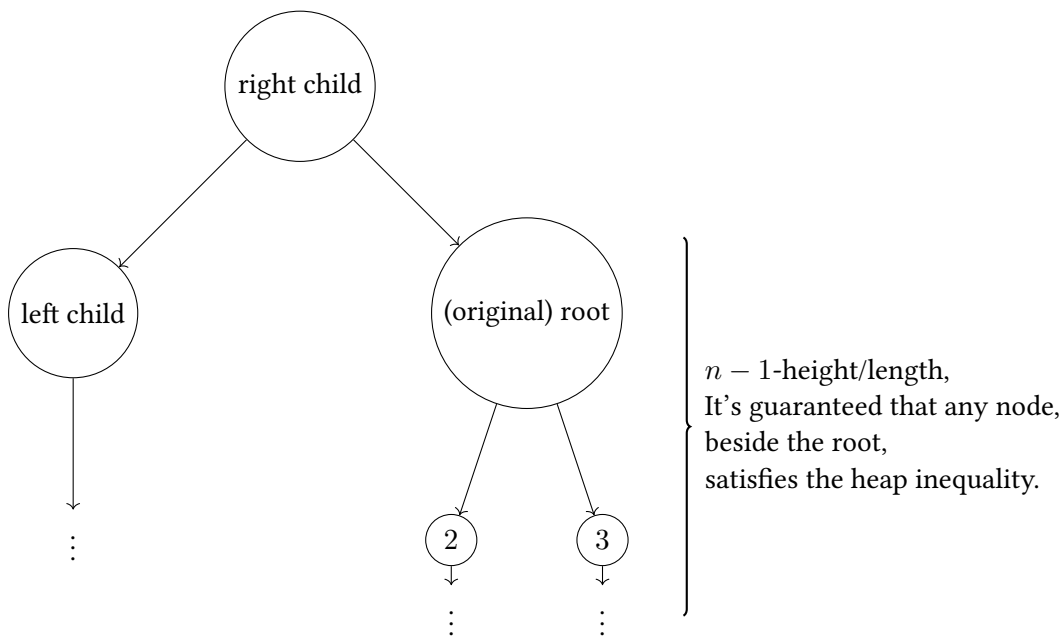 right child
left child
(original) root
n − 1-height/length,
It's guaranteed that any node,
beside the root,
satisfies the heap inequality.
2
3
⋮
⋮
⋮